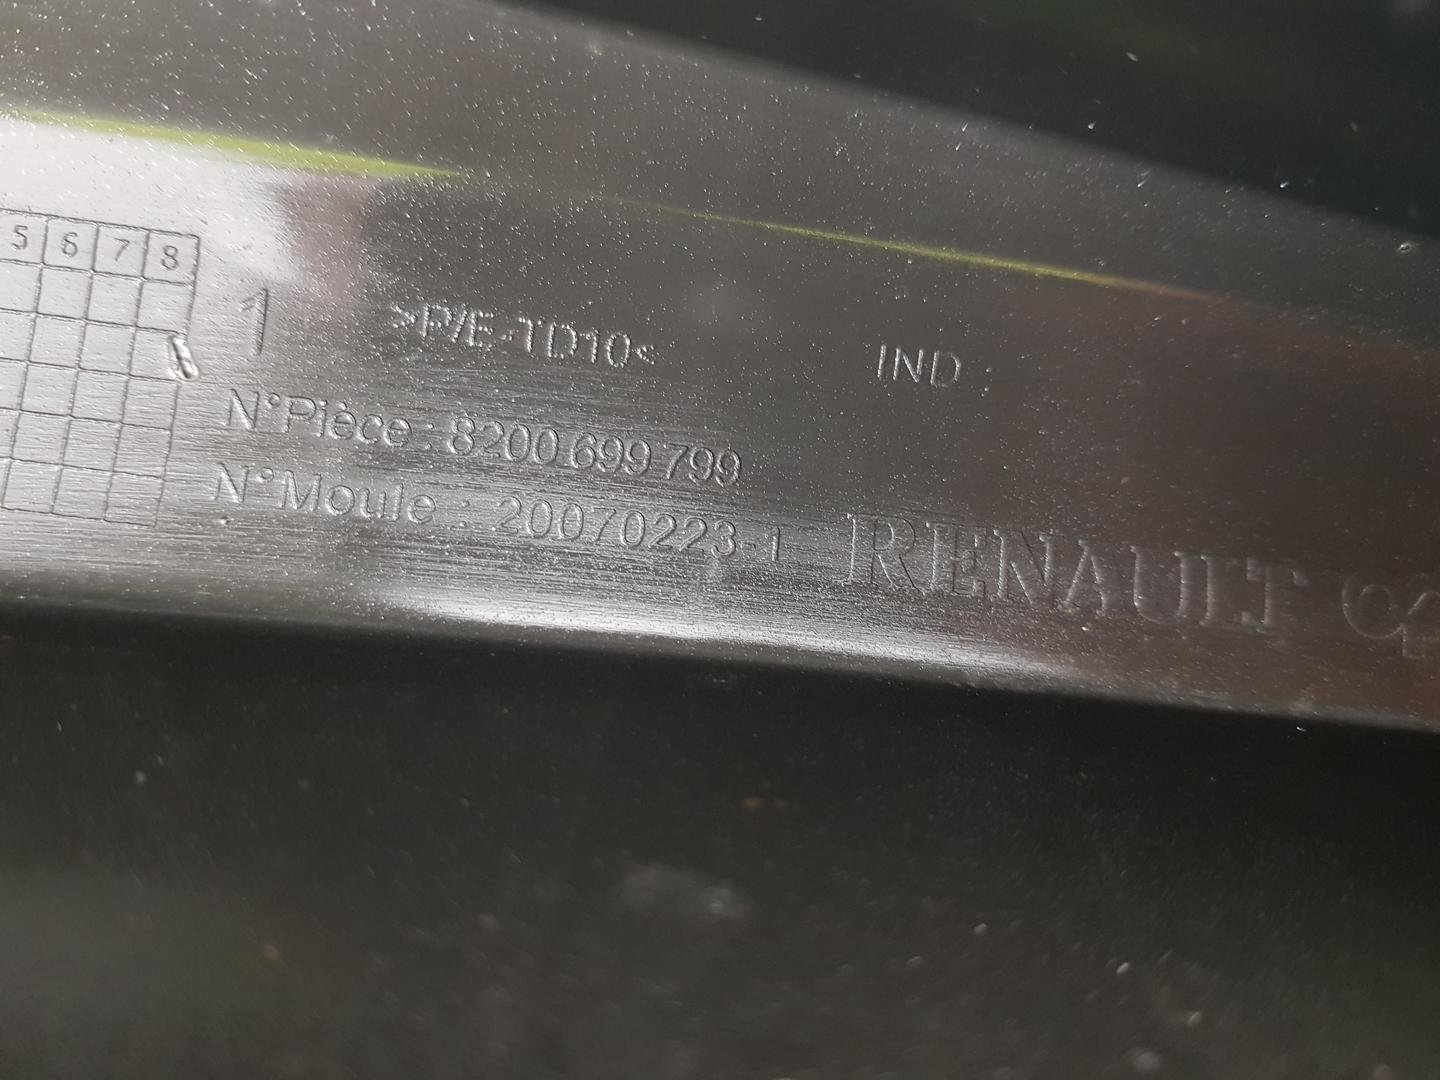 5 6 7 8
1 >P/E-TD10< IND :
N°Pièce : 8200 699 799
N°Moule : 20070223-1 RENAULT